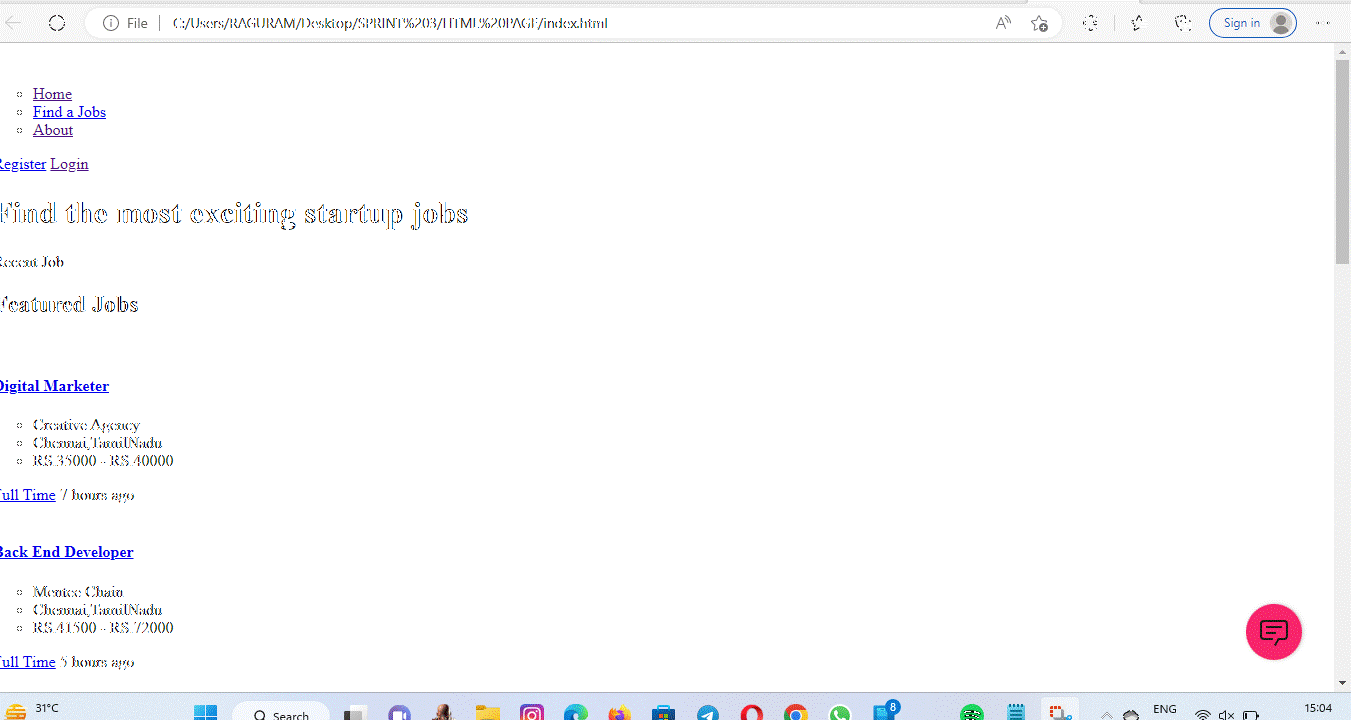 File | C:/Users/RAGURAM/Desktop/SPRINT%203/HTML%20PAGE/index.html
Sign in
Home
Find a Jobs
About
Register Login
Find the most exciting startup jobs
Recent Job
Featured Jobs
Digital Marketer
Creative Agency
Chennai,TamilNadu
RS.35000 - RS.40000
Full Time 7 hours ago
Back End Developer
Mentee Chain
Chennai,TamilNadu
RS.41500 - RS.72000
Full Time 5 hours ago
31°C
Search
8
ENG
15:04